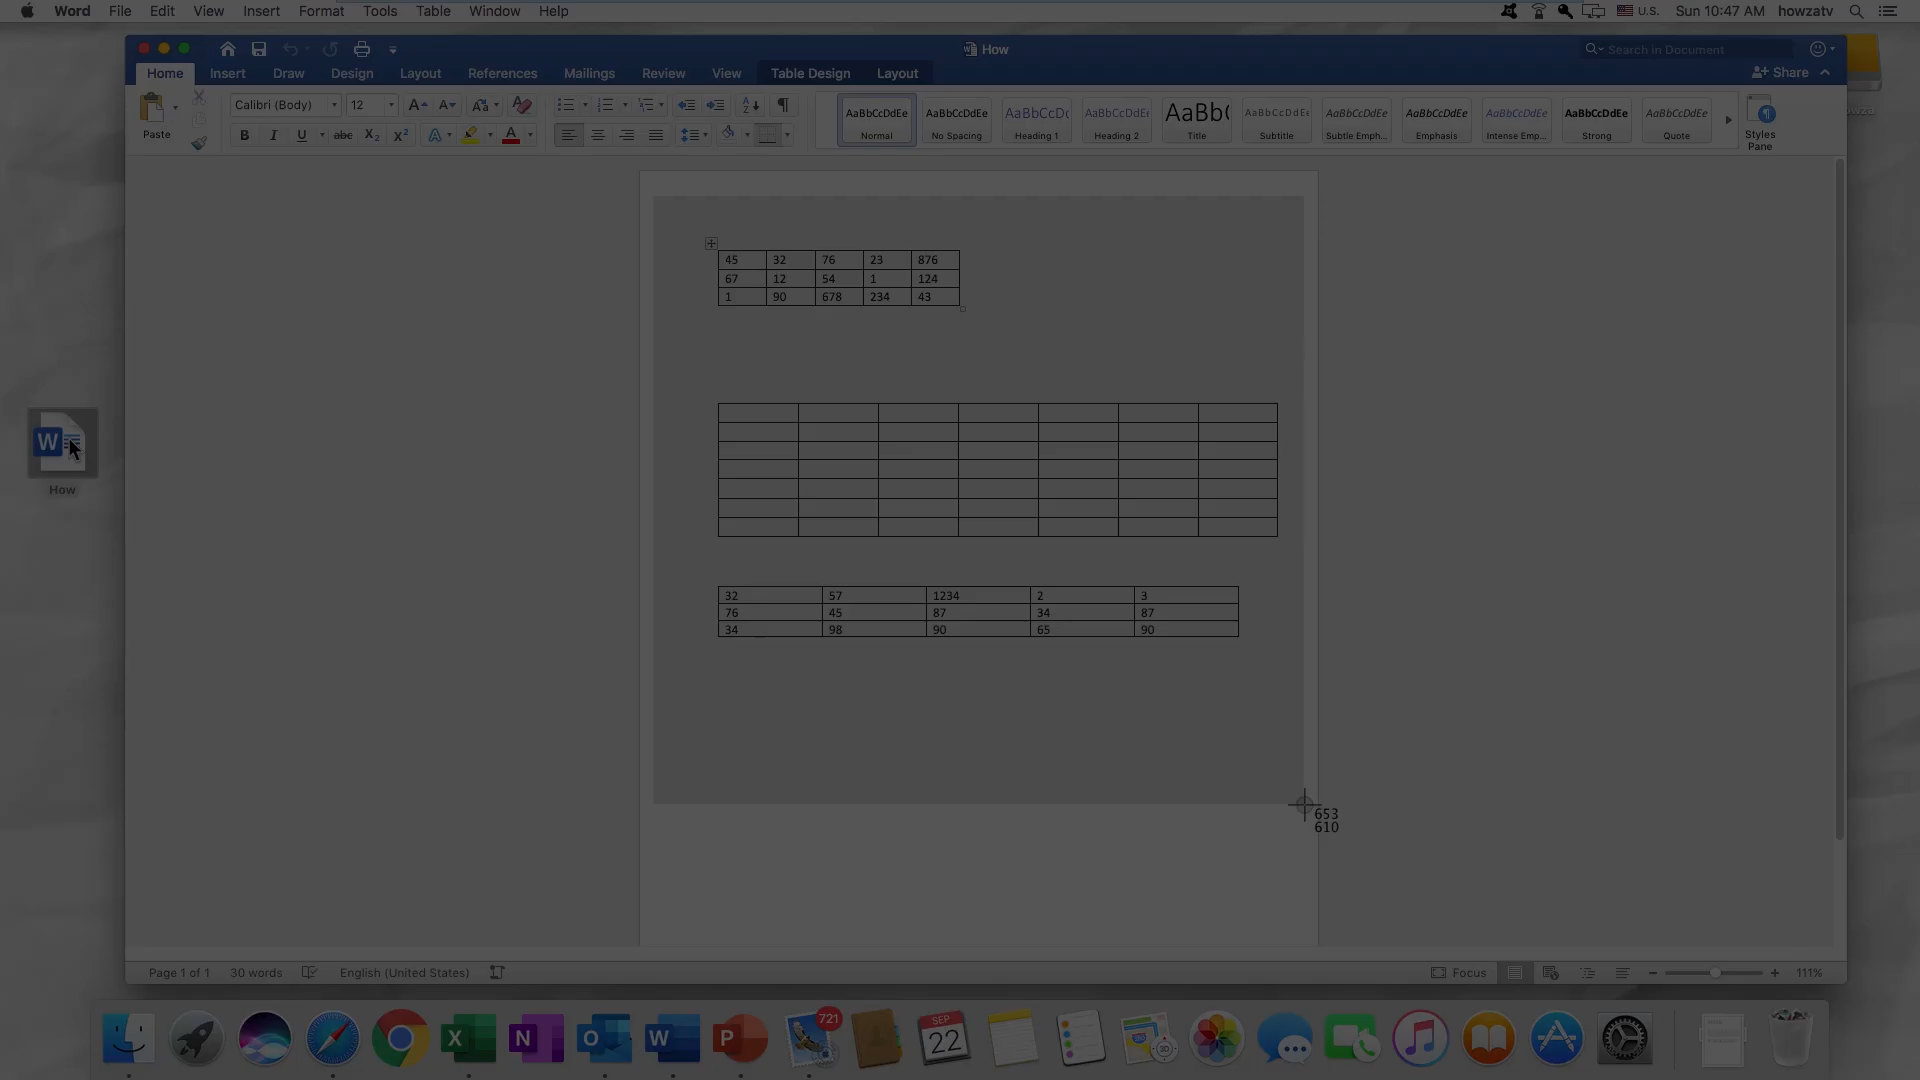 Word File Edit View Insert Format Tools Table Window Help U.S. Sun 10:47 AM howzatv
How Search in Document
Home Insert Draw Design Layout References Mailings Review View Table Design Layout Share
Paste Calibri (Body) 12
AaBbCcDdEe AaBbCcDdEe AaBbCcDc AaBbCcDdEe AaBb( AaBbCcDdEe AaBbCcDdEe AaBbCcDdEe AaBbCcDdEe AaBbCcDdEe AaBbCcDdEe
Normal No Spacing Heading 1 Heading 2 Title Subtitle Subtle Emph... Emphasis Intense Emp... Strong Quote Styles Pane
B I U abc X2 X2 A A
45 32 76 23 876
67 12 54 1 124
1 90 678 234 43
W
How
32 57 1234 2 3
76 45 87 34 87
34 98 90 65 90
653
610
Page 1 of 1 30 words English (United States) Focus 111%
X N O W P 721 SEP 22 3D